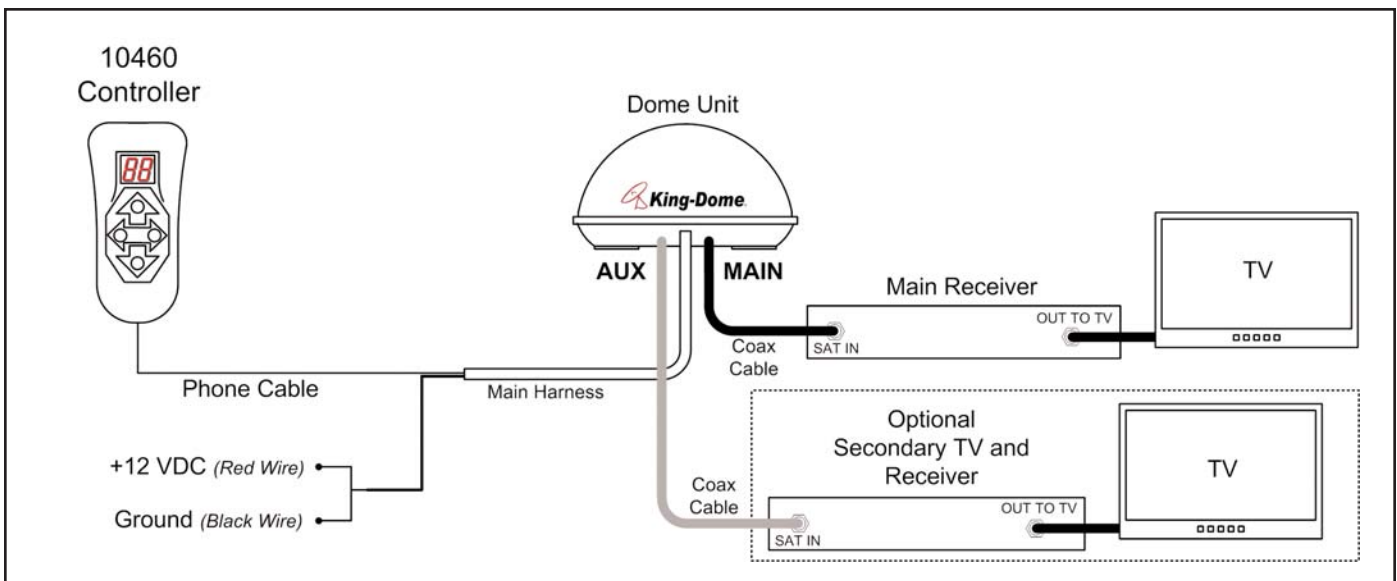 10460
Controller
88
Dome Unit
King-Dome.
AUX
MAIN
Main Receiver
OUT TO TV
SAT IN
TV
Coax
Cable
Phone Cable
Main Harness
+12 VDC (Red Wire)
Ground (Black Wire)
Optional
Secondary TV and
Receiver
Coax
Cable
OUT TO TV
SAT IN
TV